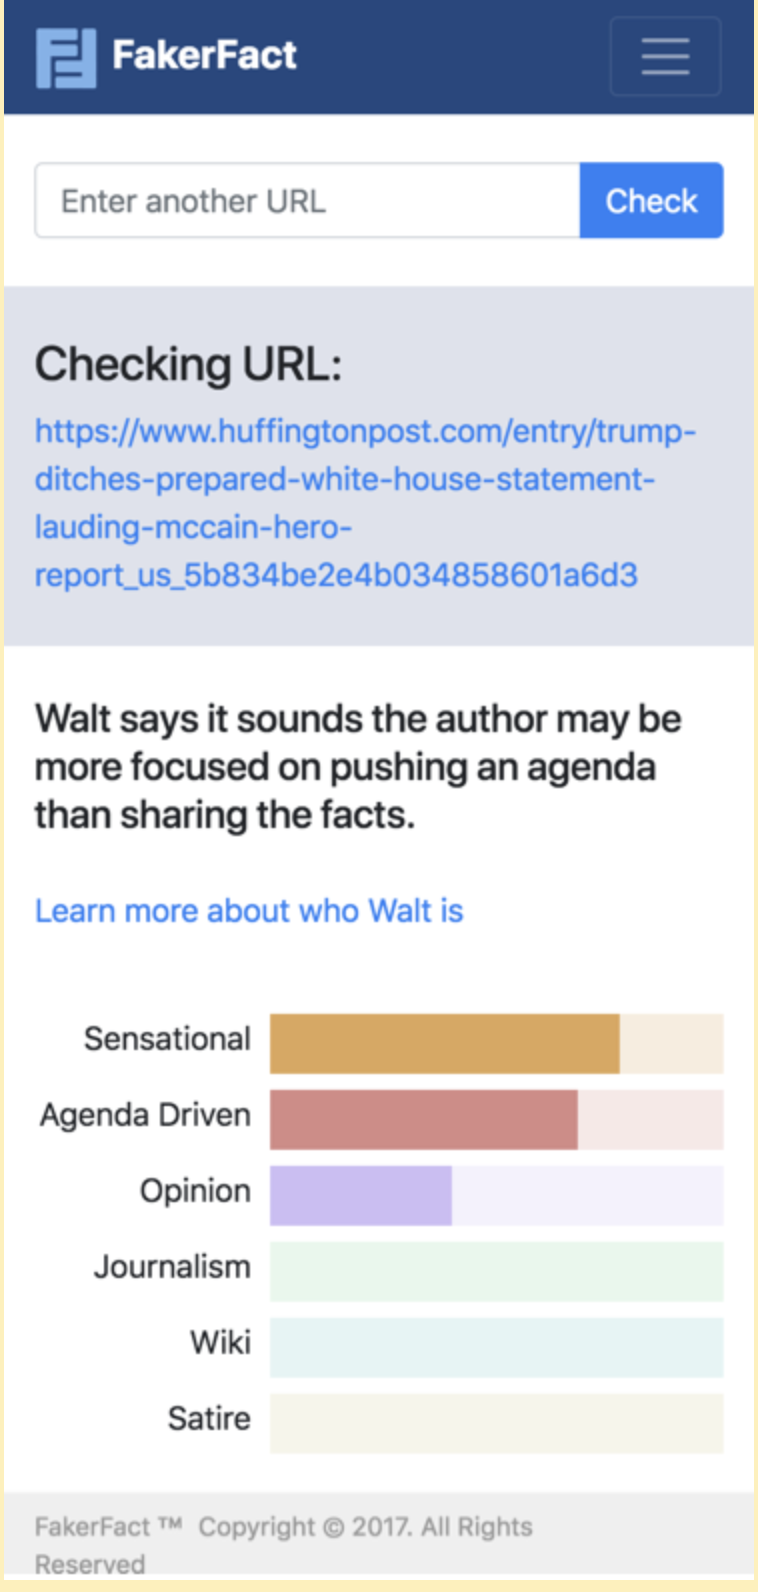 FakerFact
Enter another URL
Check
Checking URL:
https://www.huffingtonpost.com/entry/trump-
ditches-prepared-white-house-statement-
lauding-mccain-hero-
report_us_5b834be2e4b034858601a6d3
Walt says it sounds the author may be
more focused on pushing an agenda
than sharing the facts.
Learn more about who Walt is
Sensational
Agenda Driven
Opinion
Journalism
Wiki
Satire
FakerFact ™ Copyright © 2017. All Rights
Reserved